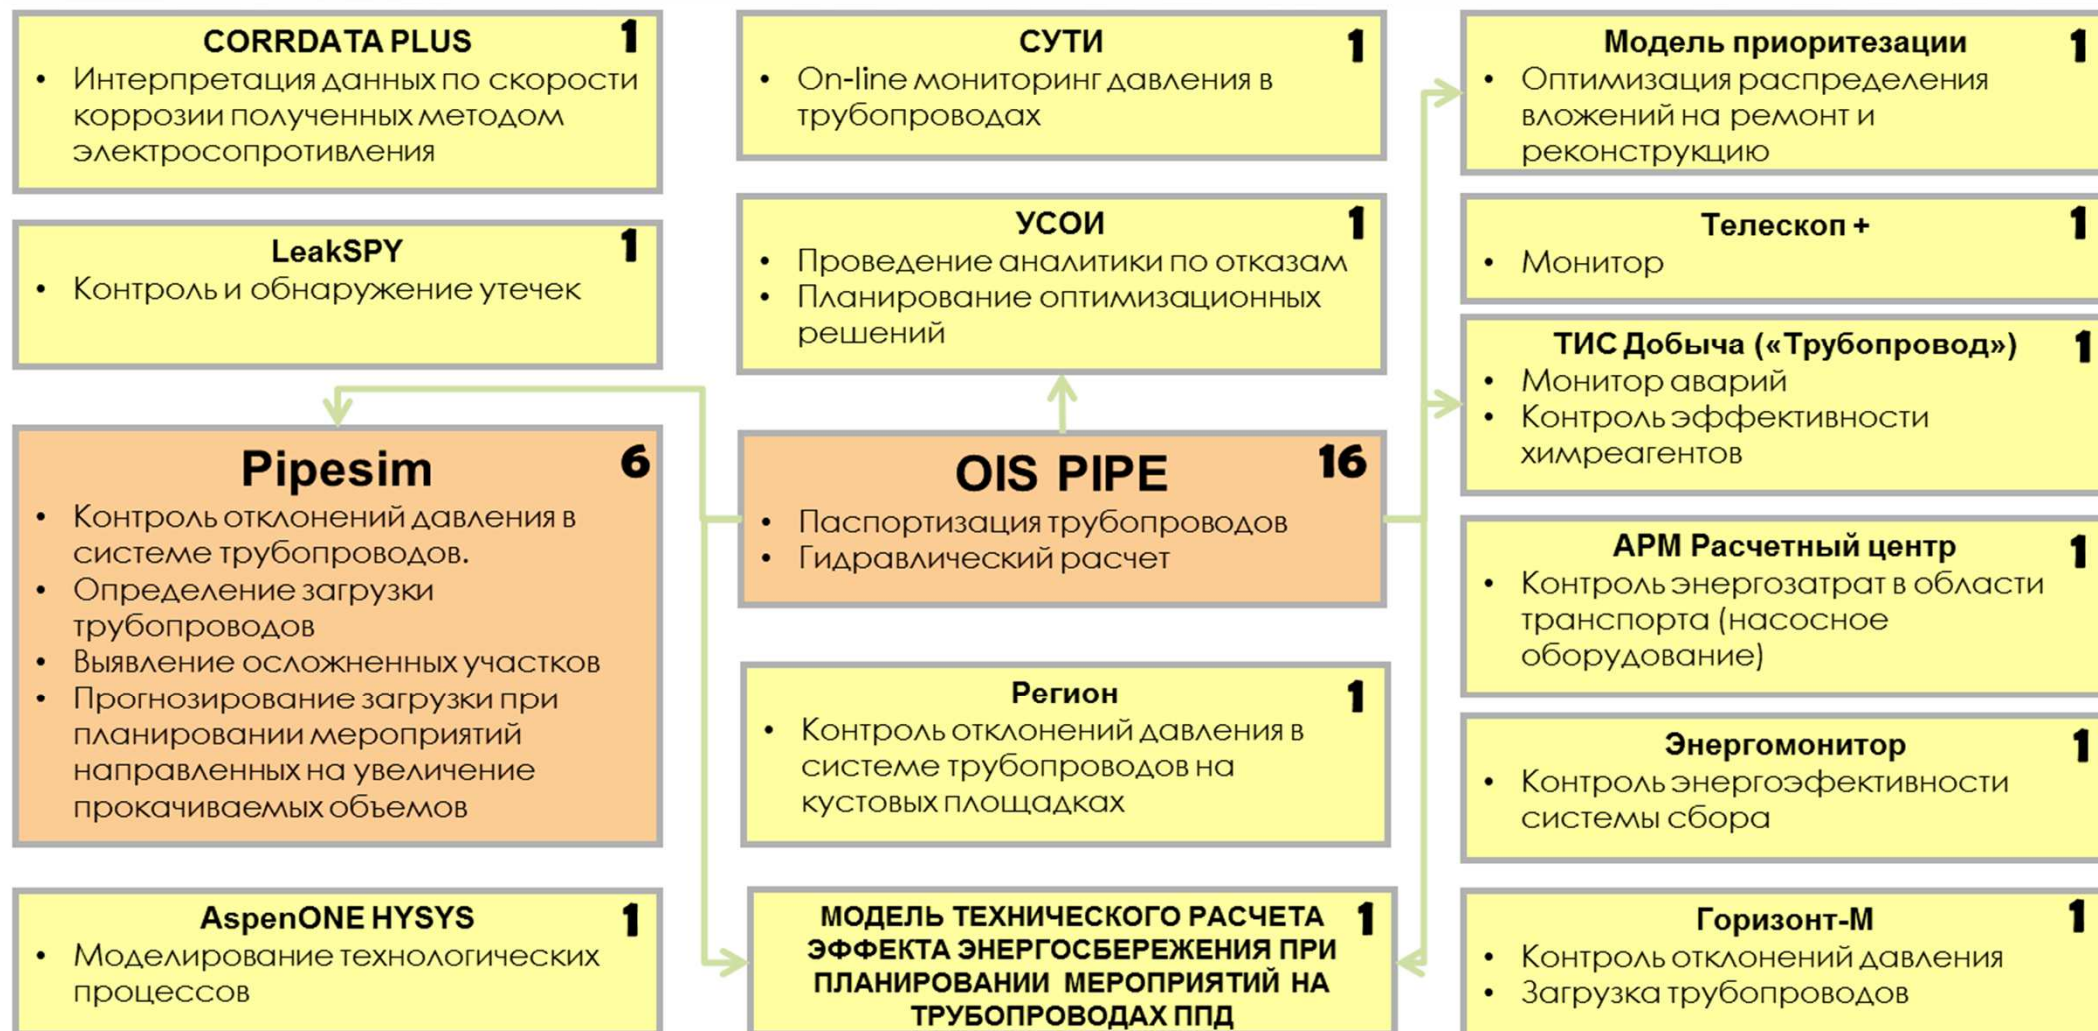 CORRDATA PLUS 1
• Интерпретация данных по скорости
коррозии полученных методом
электросопротивления
LeakSPY 1
• Контроль и обнаружение утечек
Pipesim 6
• Контроль отклонений давления в
системе трубопроводов.
• Определение загрузки
трубопроводов
• Выявление осложненных участков
• Прогнозирование загрузки при
планировании мероприятий
направленных на увеличение
прокачиваемых объемов
AspenONE HYSYS 1
• Моделирование технологических
процессов
СУТИ 1
• On-line мониторинг давления в
трубопроводах
УСОИ 1
• Проведение аналитики по отказам
• Планирование оптимизационных
решений
OIS PIPE 16
• Паспортизация трубопроводов
• Гидравлический расчет
Регион 1
• Контроль отклонений давления в
системе трубопроводов на
кустовых площадках
МОДЕЛЬ ТЕХНИЧЕСКОГО РАСЧЕТА 1
ЭФФЕКТА ЭНЕРГОСБЕРЕЖЕНИЯ ПРИ
ПЛАНИРОВАНИИ МЕРОПРИЯТИЙ НА
ТРУБОПРОВОДАХ ППД
Модель приоритезации 1
• Оптимизация распределения
вложений на ремонт и
реконструкцию
Телескоп + 1
• Монитор
ТИС Добыча («Трубопровод») 1
• Монитор аварий
• Контроль эффективности
химреагентов
АРМ Расчетный центр 1
• Контроль энергозатрат в области
транспорта (насосное
оборудование)
Энергомонитор 1
• Контроль энергоэфективности
системы сбора
Горизонт-М 1
• Контроль отклонений давления
• Загрузка трубопроводов